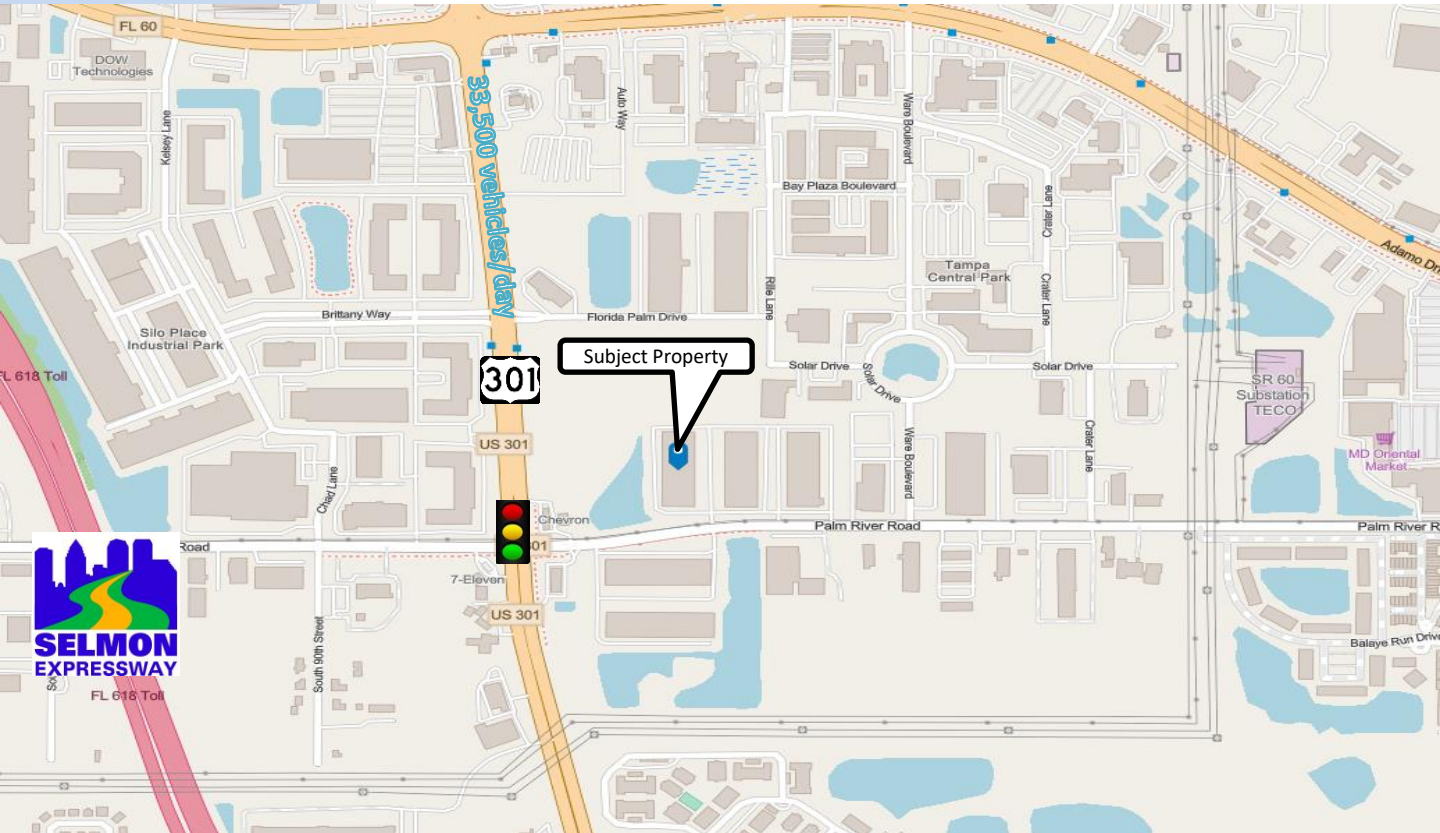 FL 60
DOW
Technologies
Kelsey Lane
33,500 vehicles/day
Auto Way
Ware Boulevard
Bay Plaza Boulevard
Crater Lane
Adamo Dr
Tampa
Central Park
Crater Lane
Rille Lane
Brittany Way
Florida Palm Drive
Silo Place
Industrial Park
Subject Property
301
Solar Drive
Solar Drive
Solar Drive
FL 618 Toll
SR 60
Substation
TECO
US 301
Ware Boulevard
Crater Lane
MD Oriental
Market
Chad Lane
Chevron
Palm River Road
Palm River R
Road
301
7-Eleven
US 301
SELMON
EXPRESSWAY
South 90th Street
Balaye Run Drive
So
FL 618 Toll